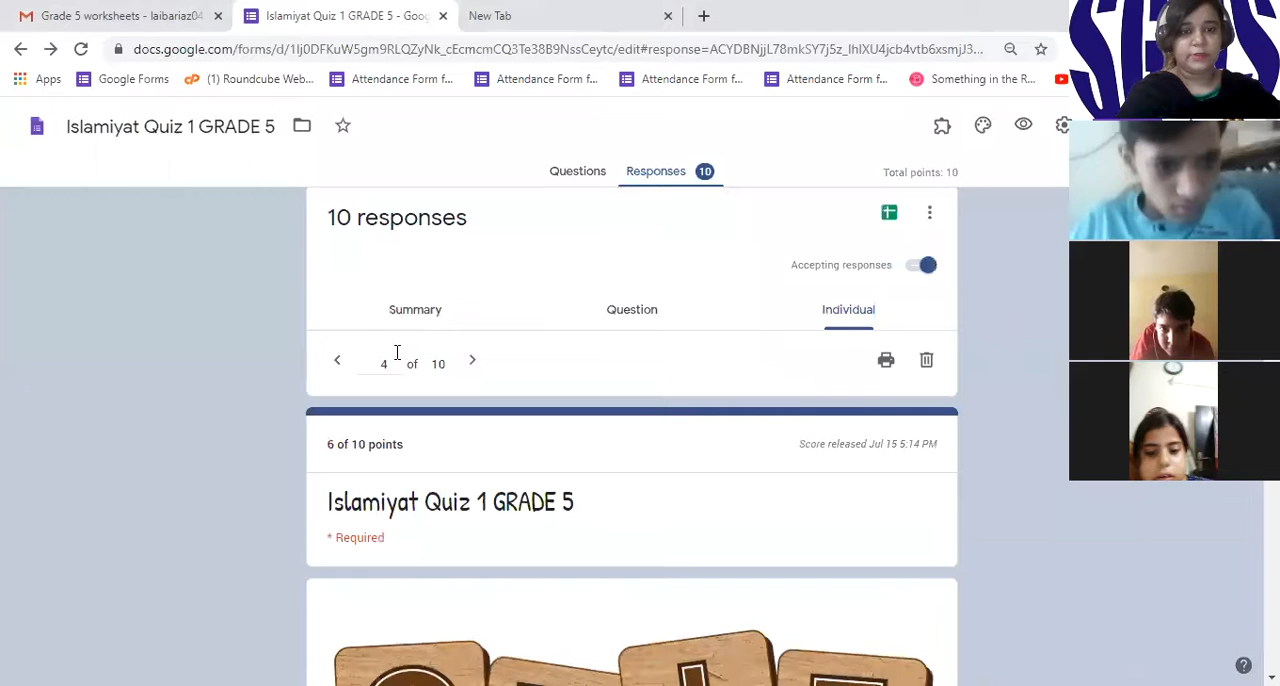 Grade 5 worksheets - laibariaz04
Islamiyat Quiz 1 GRADE 5 - Goo
New Tab
docs.google.com/forms/d/1Ij0DFKuW5gm9RLQZyNk_cEcnrmCQ3Te38B9NssCeytc/edit#response=ACYDBNjjL78mkSY7j5z_IhIXU4jcb4vtb6xsmjJ3...
Apps
Google Forms
(1) Roundcube Web...
Attendance Form f...
Attendance Form f...
Attendance Form f...
Attendance Form f...
Something in the R...
Islamiyat Quiz 1 GRADE 5
Questions
Responses
10
Total points: 10
10 responses
Accepting responses
Summary
Question
Individual
4 of 10
6 of 10 points
Score released Jul 15 5:14 PM
Islamiyat Quiz 1 GRADE 5
* Required